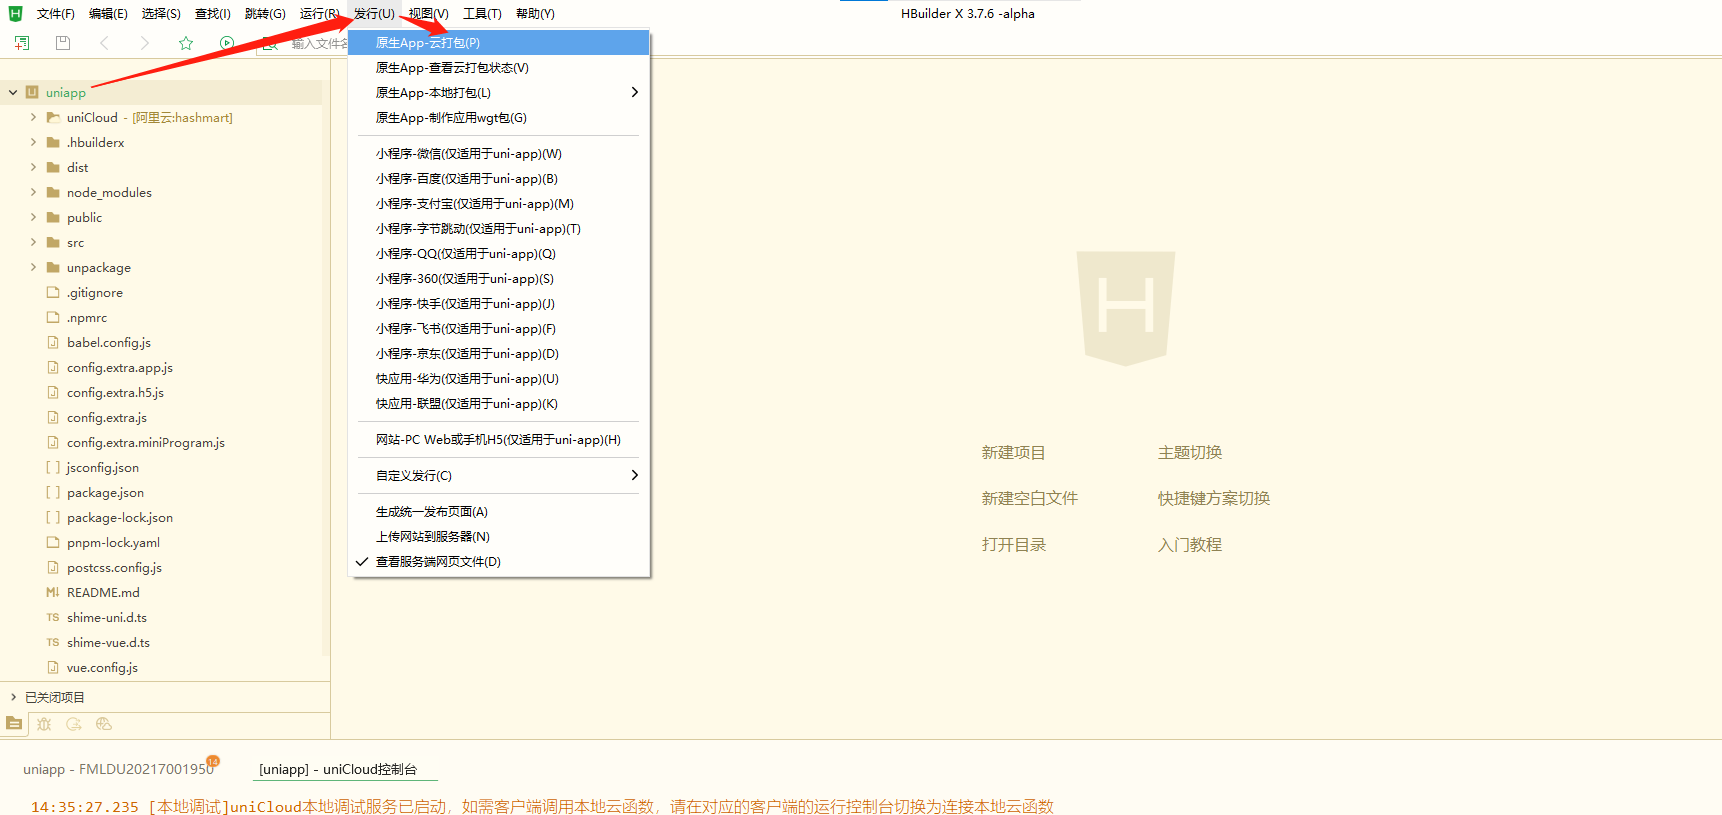 文件(F) 编辑(E) 选择(S) 查找(I) 跳转(G) 运行(R) 发行(U) 视图(V) 工具(T) 帮助(Y)
HBuilder X 3.7.6 -alpha
输入文件名
uniapp
uniCloud - [阿里云:hashmart]
.hbuilderx
dist
node_modules
public
src
unpackage
.gitignore
.npmrc
babel.config.js
config.extra.app.js
config.extra.h5.js
config.extra.js
config.extra.miniProgram.js
jsconfig.json
package.json
package-lock.json
pnpm-lock.yaml
postcss.config.js
README.md
shime-uni.d.ts
shime-vue.d.ts
vue.config.js
已关闭项目
原生App-云打包(P)
原生App-查看云打包状态(V)
原生App-本地打包(L)
原生App-制作应用wgt包(G)
小程序-微信(仅适用于uni-app)(W)
小程序-百度(仅适用于uni-app)(B)
小程序-支付宝(仅适用于uni-app)(M)
小程序-字节跳动(仅适用于uni-app)(T)
小程序-QQ(仅适用于uni-app)(Q)
小程序-360(仅适用于uni-app)(S)
小程序-快手(仅适用于uni-app)(J)
小程序-飞书(仅适用于uni-app)(F)
小程序-京东(仅适用于uni-app)(D)
快应用-华为(仅适用于uni-app)(U)
快应用-联盟(仅适用于uni-app)(K)
网站-PC Web或手机H5(仅适用于uni-app)(H)
自定义发行(C)
生成统一发布页面(A)
上传网站到服务器(N)
查看服务端网页文件(D)
新建项目 主题切换
新建空白文件 快捷键方案切换
打开目录 入门教程
uniapp - FMLDU20217001950 14 [uniapp] - uniCloud控制台
14:35:27.235 [本地调试]uniCloud本地调试服务已启动，如需客户端调用本地云函数，请在对应的客户端的运行控制台切换为连接本地云函数